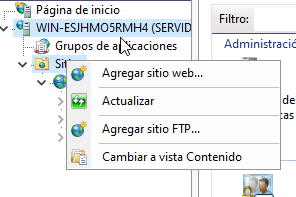 Página de inicio
Filtro:
WIN-ESJHMO5RMH4 (SERVID
Grupos de aplicaciones
Administración
Agregar sitio web...
Actualizar
Agregar sitio FTP...
Cambiar a vista Contenido